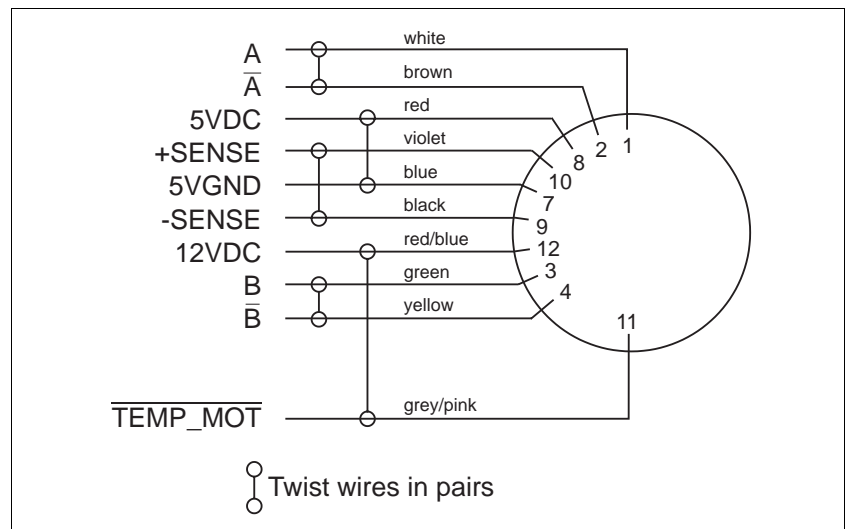 A white
A̅ brown
5VDC red
+SENSE violet
5VGND blue
-SENSE black
12VDC red/blue
B green
B̅ yellow
T̅E̅M̅P̅_̅M̅O̅T̅ grey/pink
8 2 1
10
7
9
12
3
4
11
Twist wires in pairs